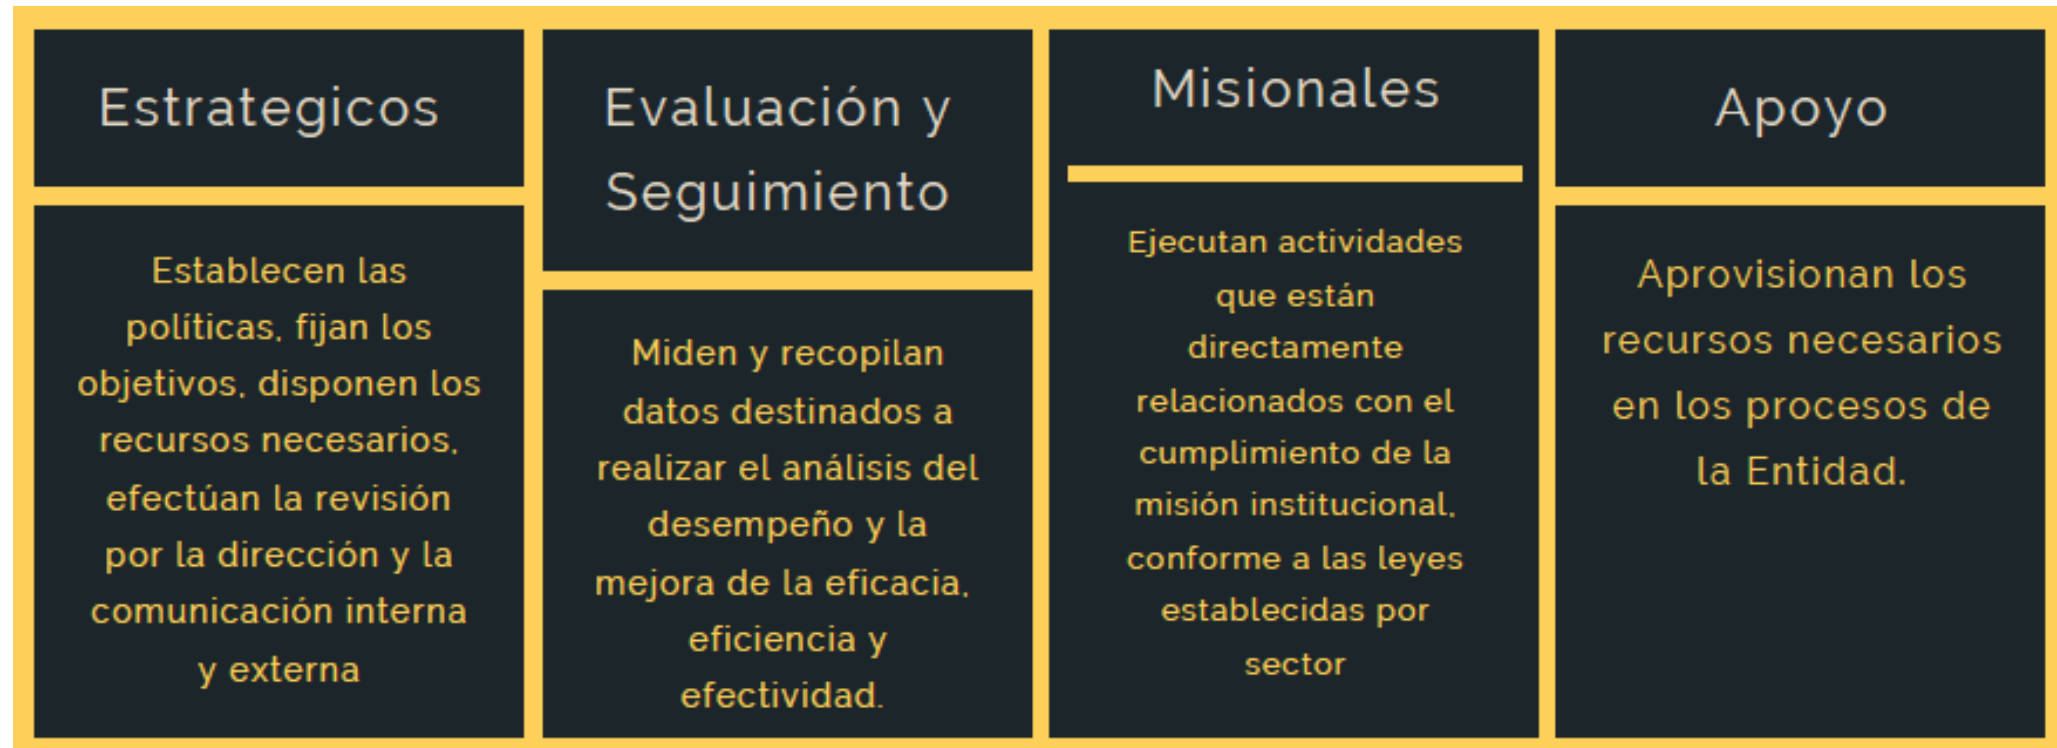 Estrategicos
Establecen las
políticas, fijan los
objetivos, disponen los
recursos necesarios,
efectúan la revisión
por la dirección y la
comunicación interna
y externa
Evaluación y
Seguimiento
Miden y recopilan
datos destinados a
realizar el análisis del
desempeño y la
mejora de la eficacia,
eficiencia y
efectividad.
Misionales
Ejecutan actividades
que están
directamente
relacionados con el
cumplimiento de la
misión institucional,
conforme a las leyes
establecidas por
sector
Apoyo
Aprovisionan los
recursos necesarios
en los procesos de
la Entidad.